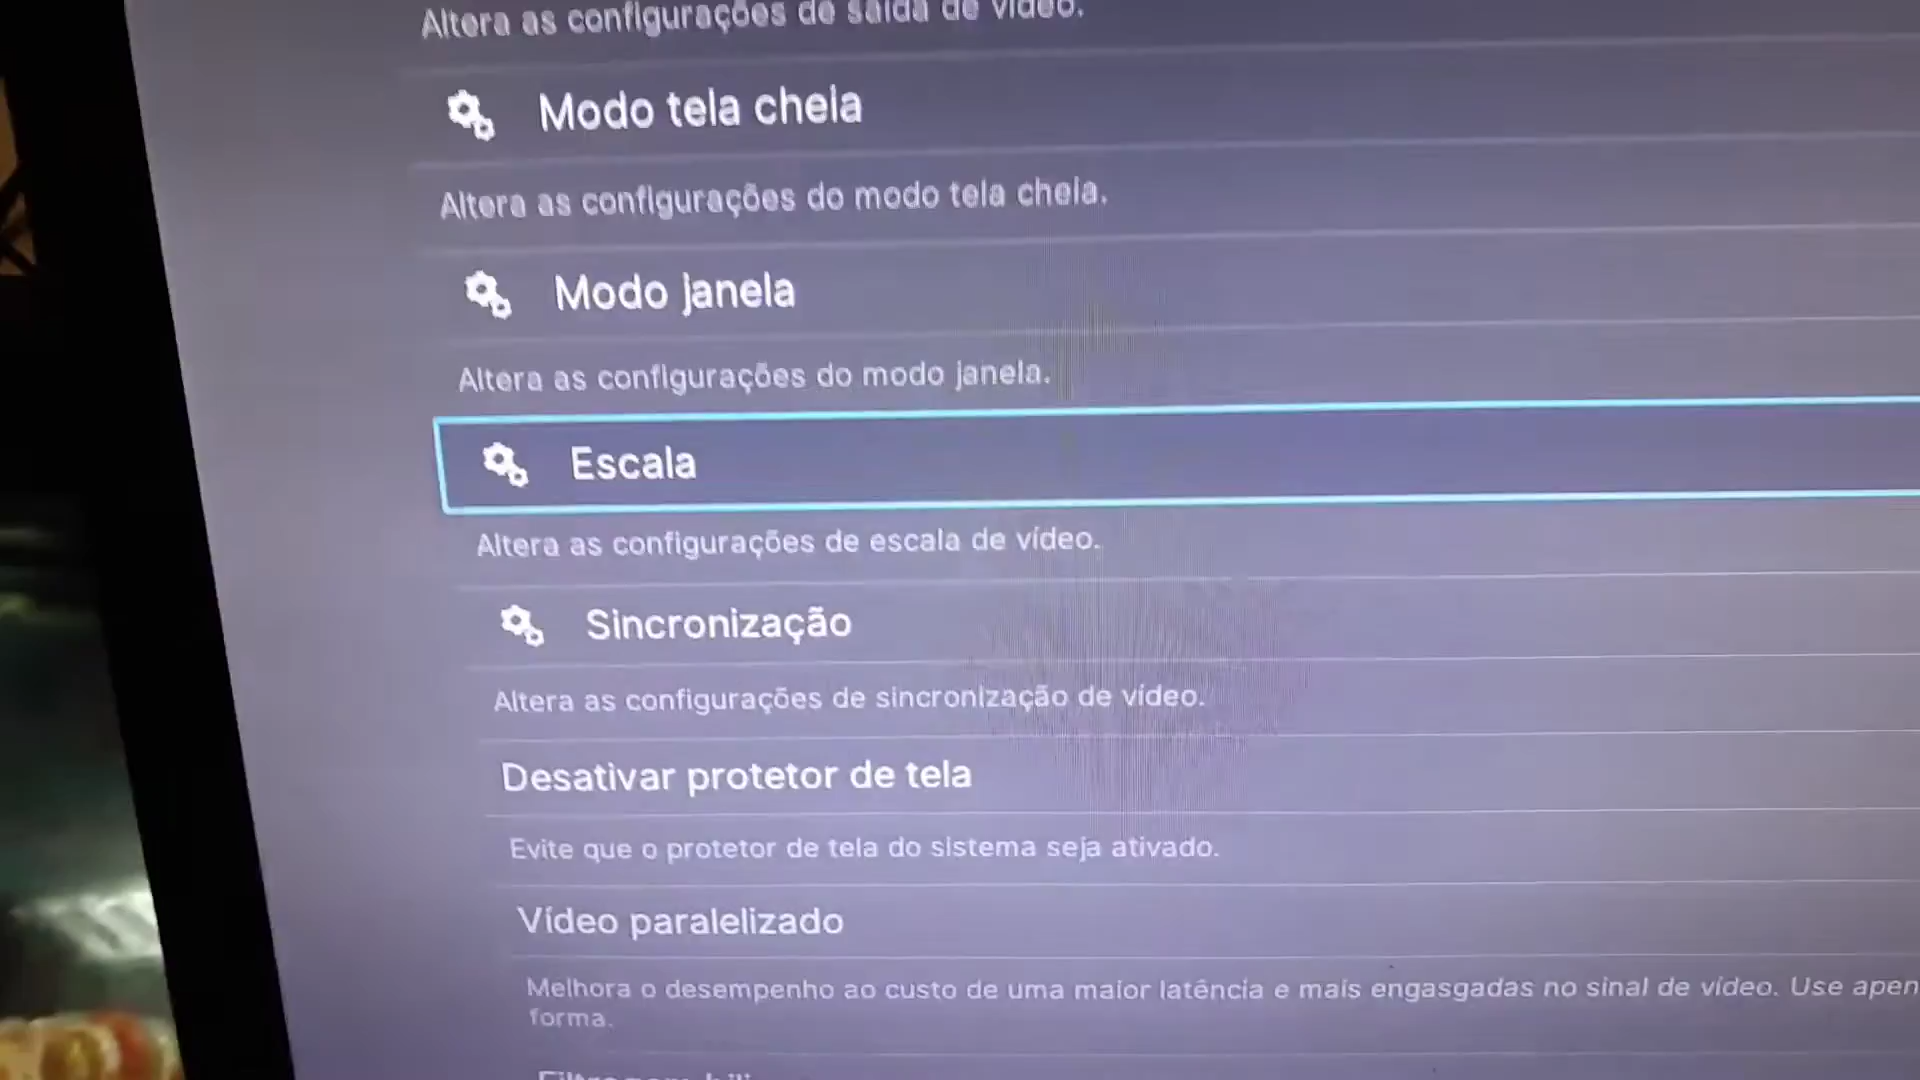 Altera as configurações de saída de vídeo.
Modo tela cheia
Altera as configurações do modo tela cheia.
Modo janela
Altera as configurações do modo janela.
Escala
Altera as configurações de escala de vídeo.
Sincronização
Altera as configurações de sincronização de vídeo.
Desativar protetor de tela
Evite que o protetor de tela do sistema seja ativado.
Vídeo paralelizado
Melhora o desempenho ao custo de uma maior latência e mais engasgadas no sinal de vídeo. Use apen
forma.